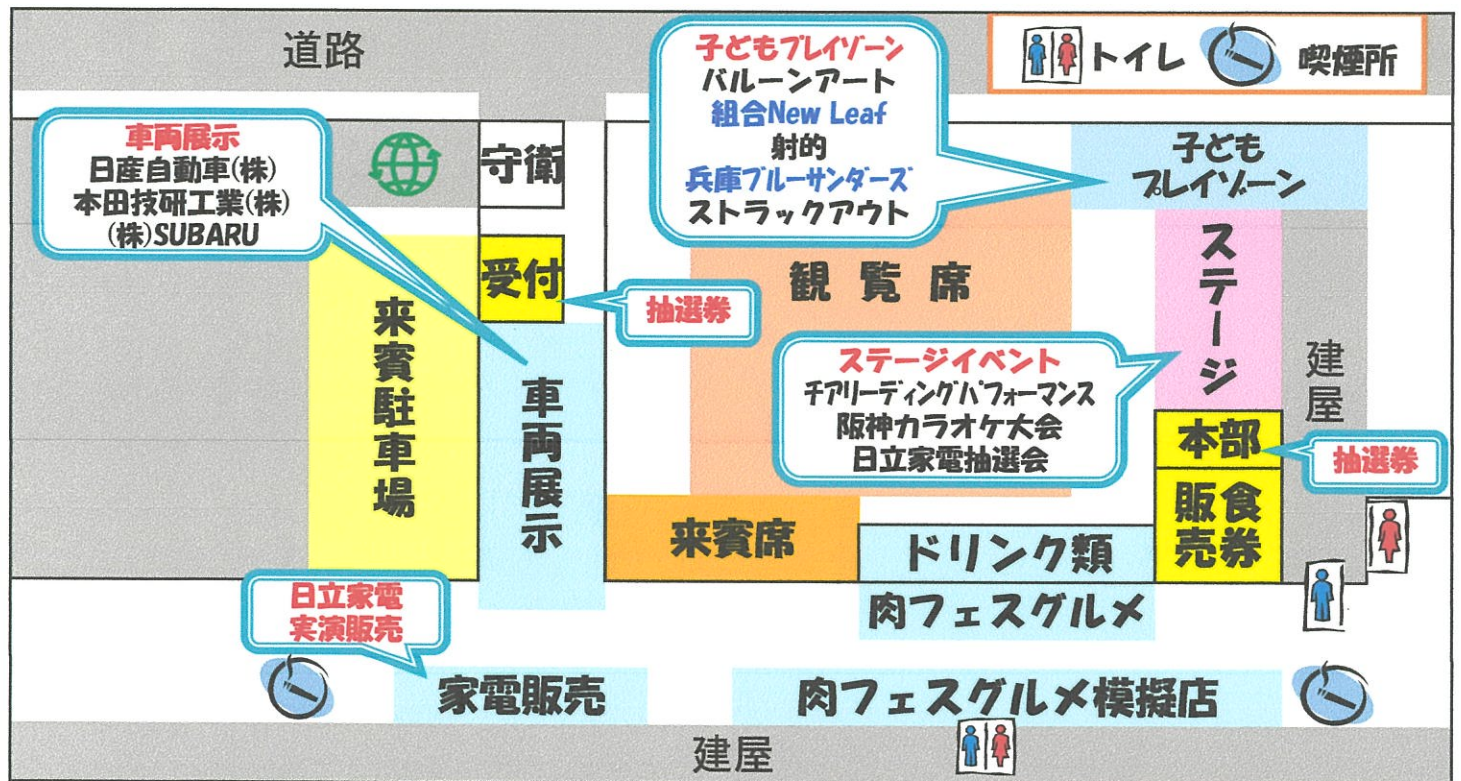 道路
子どもプレイゾーン
バルーンアート
組合New Leaf
射的
兵庫ブルーサンダーズ
ストラックアウト
トイレ
喫煙所
車両展示
日産自動車(株)
本田技研工業(株)
(株)SUBARU
守衛
子ども
プレイゾーン
受付
抽選券
観覧席
ステージ
来賓駐車場
車両展示
ステージイベント
チアリーディングパフォーマンス
阪神カラオケ大会
日立家電抽選会
建屋
本部
抽選券
来賓席
ドリンク類
食券
販売
肉フェスグルメ
日立家電
実演販売
家電販売
肉フェスグルメ模擬店
建屋